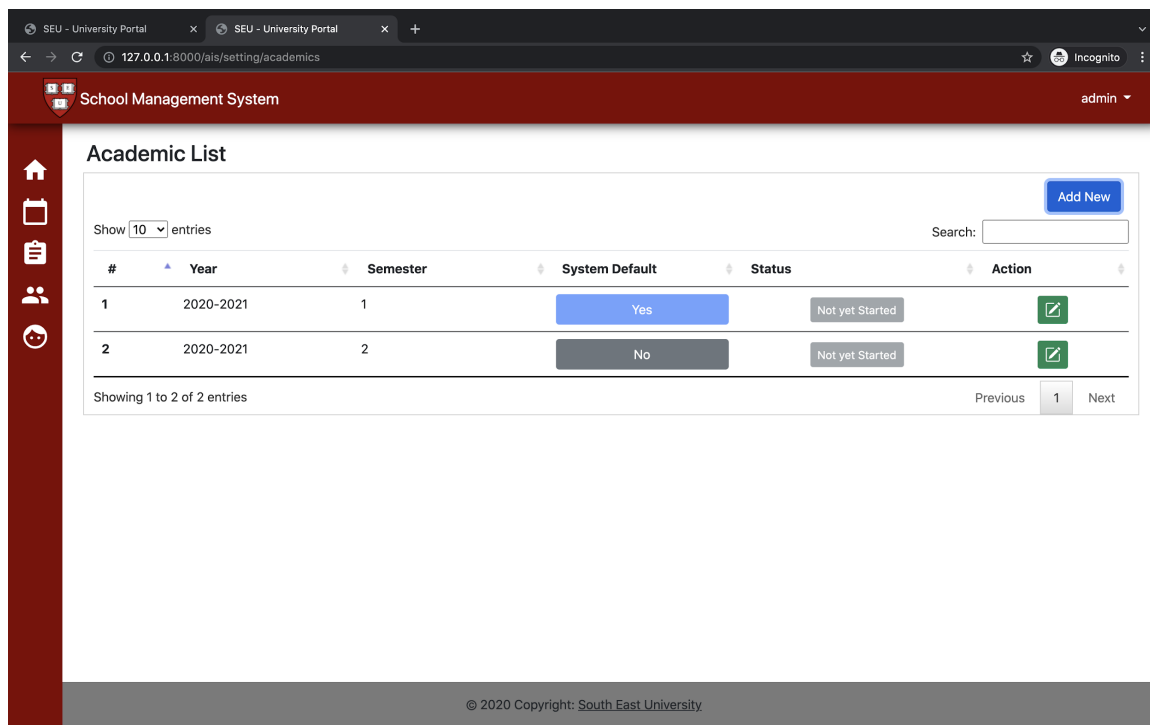 SEU - University Portal SEU - University Portal
127.0.0.1:8000/ais/setting/academics Incognito
School Management System admin
Academic List
Add New
Show 10 entries Search:
# Year Semester System Default Status Action
1 2020-2021 1 Yes Not yet Started
2 2020-2021 2 No Not yet Started
Showing 1 to 2 of 2 entries Previous 1 Next
© 2020 Copyright: South East University